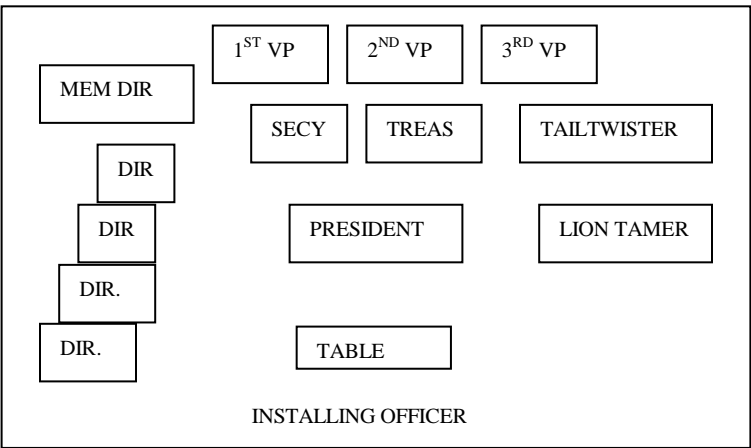 1ST VP 2ND VP 3RD VP
MEM DIR
SECY TREAS TAILTWISTER
DIR
DIR PRESIDENT LION TAMER
DIR.
DIR. TABLE
INSTALLING OFFICER